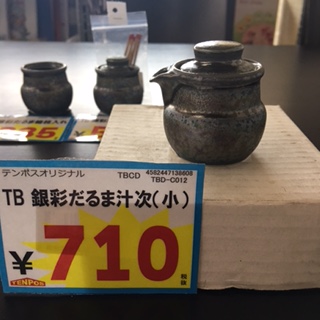 テンポスオリジナル TBCD 4582447138608
TBD-C012
TB 銀彩だるま汁次(小)
¥710
税抜
TENPOS